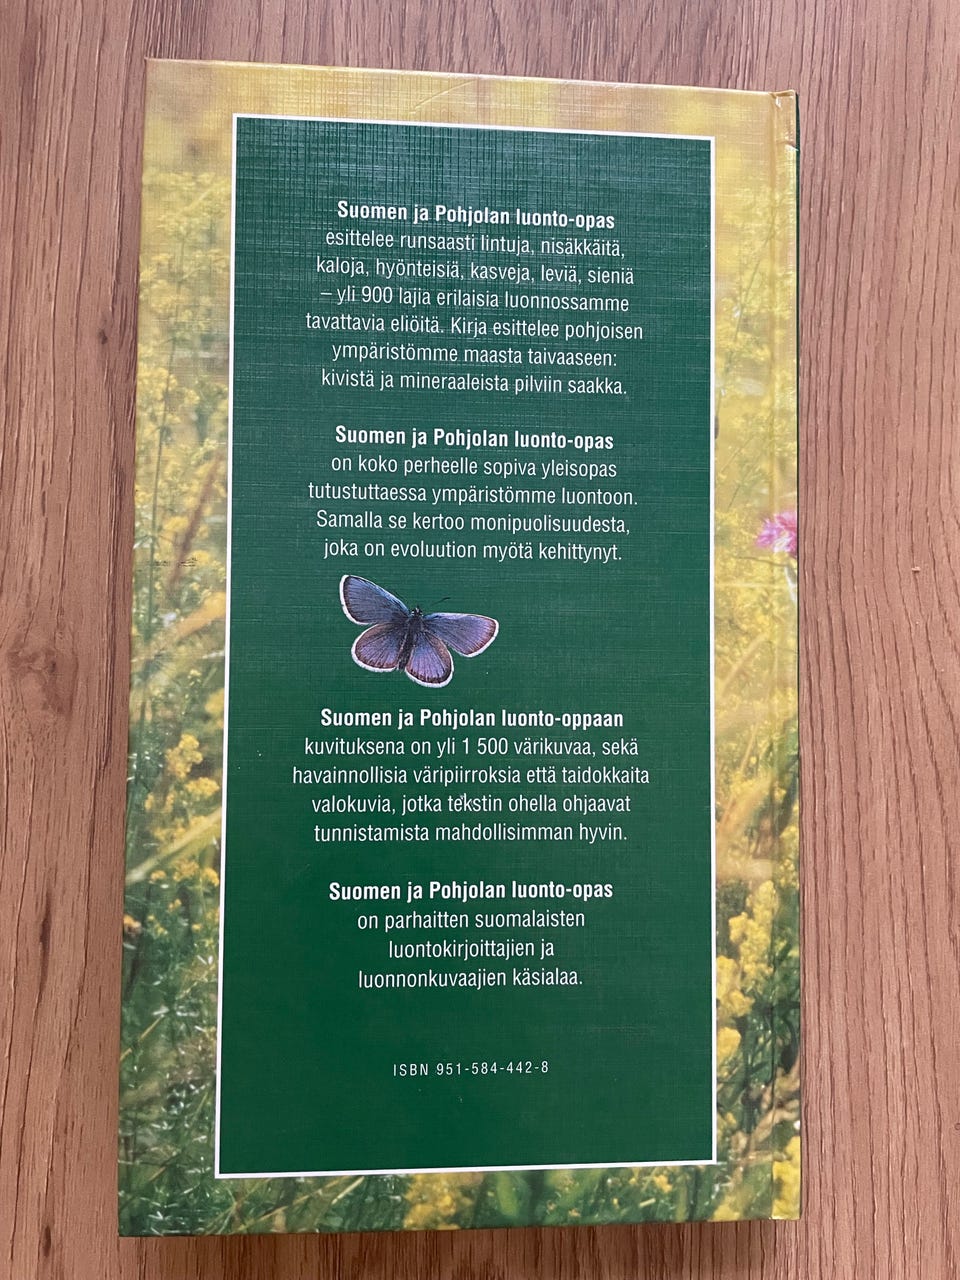 Suomen ja Pohjolan luonto-opas
esittelee runsaasti lintuja, nisäkkäitä,
kaloja, hyönteisiä, kasveja, leviä, sieniä
– yli 900 lajia erilaisia luonnossamme
tavattavia eliöitä. Kirja esittelee pohjoisen
ympäristömme maasta taivaaseen:
kivistä ja mineraaleista pilviin saakka.
Suomen ja Pohjolan luonto-opas
on koko perheelle sopiva yleisopas
tutustuttaessa ympäristömme luontoon.
Samalla se kertoo monipuolisuudesta,
joka on evoluution myötä kehittynyt.
Suomen ja Pohjolan luonto-oppaan
kuvituksena on yli 1 500 värikuvaa, sekä
havainnollisia väripiirroksia että taidokkaita
valokuvia, jotka tekstin ohella ohjaavat
tunnistamista mahdollisimman hyvin.
Suomen ja Pohjolan luonto-opas
on parhaitten suomalaisten
luontokirjoittajien ja
luonnonkuvaajien käsialaa.
ISBN 951-584-442-8